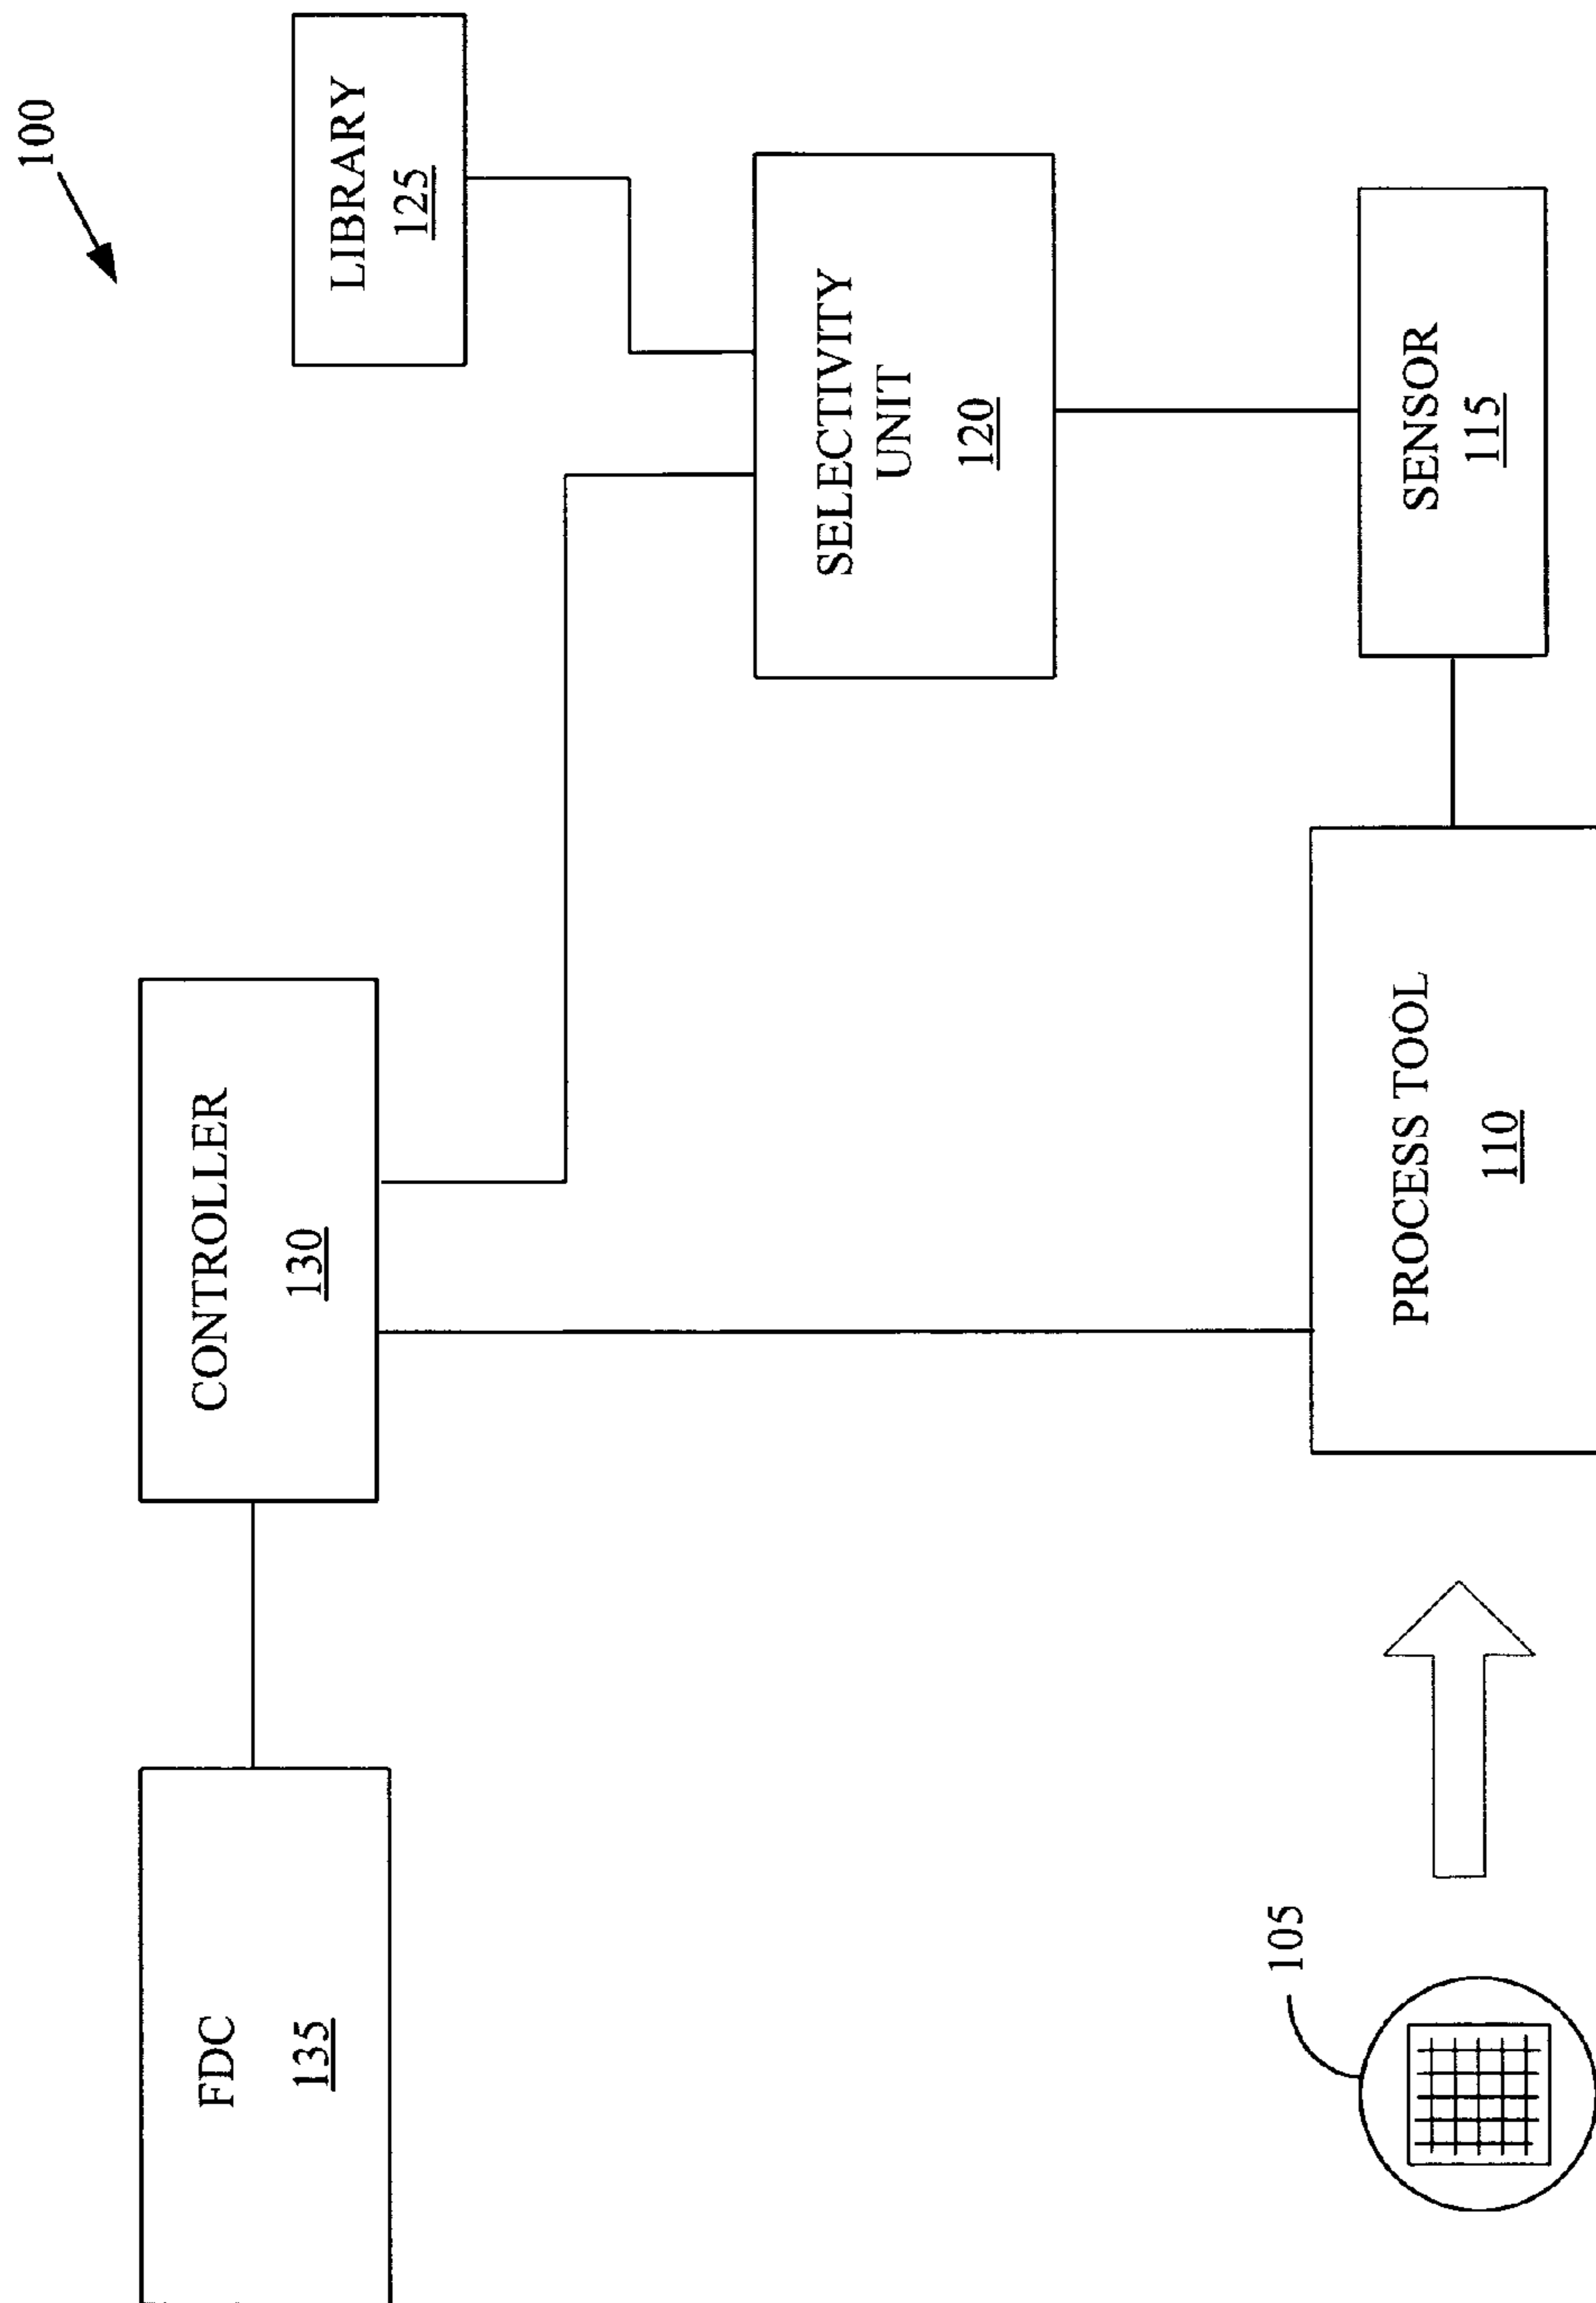 100
LIBRARY
125
FDC
135
CONTROLLER
130
SELECTIVITY
UNIT
120
105
PROCESS TOOL
110
SENSOR
115